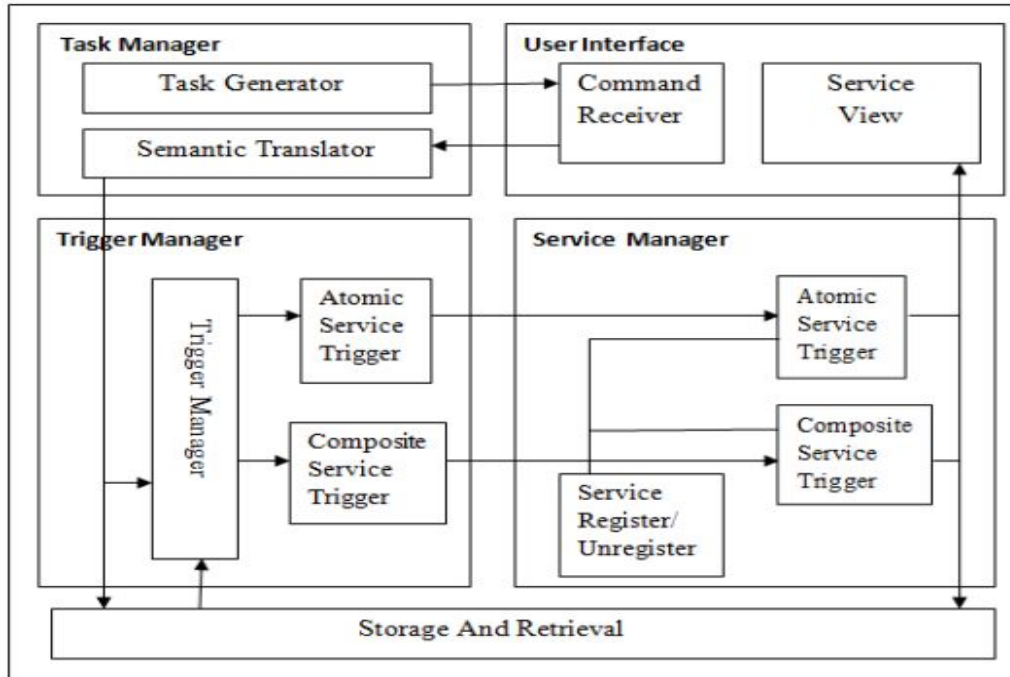 Task Manager
Task Generator
Semantic Translator
User Interface
Command
Receiver
Service
View
Trigger Manager
Trigger Manager
Atomic
Service
Trigger
Composite
Service
Trigger
Service Manager
Atomic
Service
Trigger
Composite
Service
Trigger
Service
Register/
Unregister
Storage And Retrieval